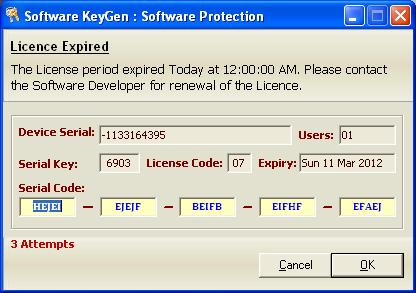 Software KeyGen : Software Protection
Licence Expired
The License period expired Today at 12:00:00 AM. Please contact
the Software Developer for renewal of the Licence.
Device Serial: -1133164395 Users: 01
Serial Key: 6903 License Code: 07 Expiry: Sun 11 Mar 2012
Serial Code:
HEJEI – EJEJF – BEIFB – EIFHF – EFAEJ
3 Attempts
Cancel OK